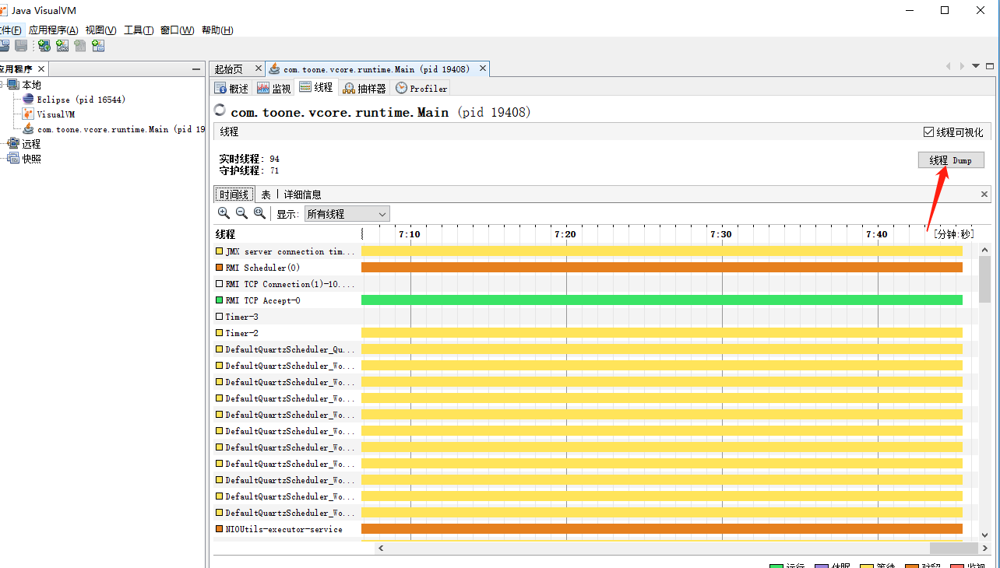 Java VisualVM
文件(F) 应用程序(A) 视图(V) 工具(T) 窗口(W) 帮助(H)
应用程序
本地
Eclipse (pid 16544)
VisualVM
com.toone.vcore.runtime.Main (pid 19
远程
快照
起始页 com.toone.vcore.runtime.Main (pid 19408)
概述 监视 线程 抽样器 Profiler
com.toone.vcore.runtime.Main (pid 19408)
线程 线程可视化
实时线程: 94
守护线程: 71
线程 Dump
时间线 表 详细信息
显示: 所有线程
线程 7:10 7:20 7:30 7:40 [分钟:秒]
JMX server connection tim...
RMI Scheduler(0)
RMI TCP Connection(1)-10....
RMI TCP Accept-0
Timer-3
Timer-2
DefaultQuartzScheduler_Qu...
DefaultQuartzScheduler_Wo...
DefaultQuartzScheduler_Wo...
DefaultQuartzScheduler_Wo...
DefaultQuartzScheduler_Wo...
DefaultQuartzScheduler_Wo...
DefaultQuartzScheduler_Wo...
DefaultQuartzScheduler_Wo...
DefaultQuartzScheduler_Wo...
DefaultQuartzScheduler_Wo...
DefaultQuartzScheduler_Wo...
NIOUtils-executor-service
运行 休眠 等待 驻留 监视